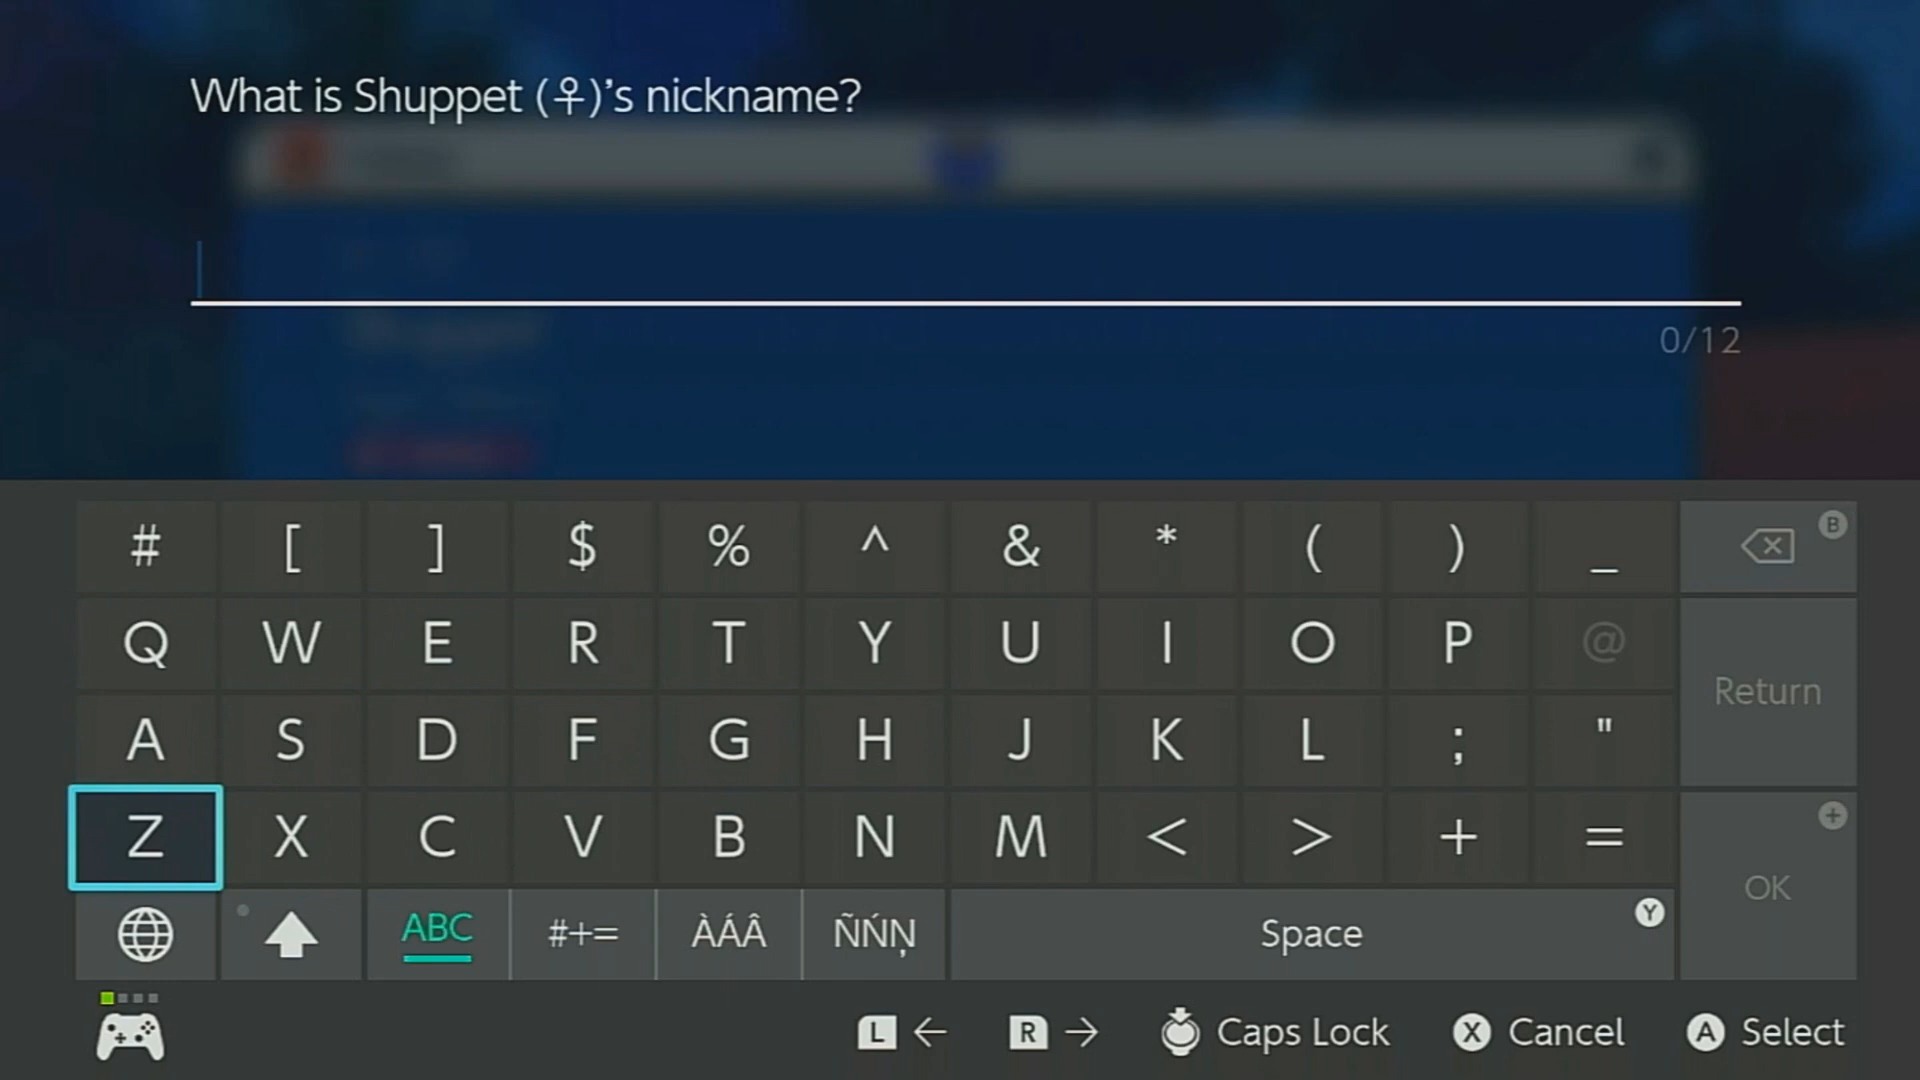 What is Shuppet (♀)'s nickname?
0/12
# [ ] $ % ^ & * ( ) _ B
Q W E R T Y U I O P @
Return
A S D F G H J K L ; "
Z X C V B N M < > + =
+
OK
ABC #+= ÀÁÂ ÑŃŅ Space Y
L ← R → Caps Lock X Cancel A Select